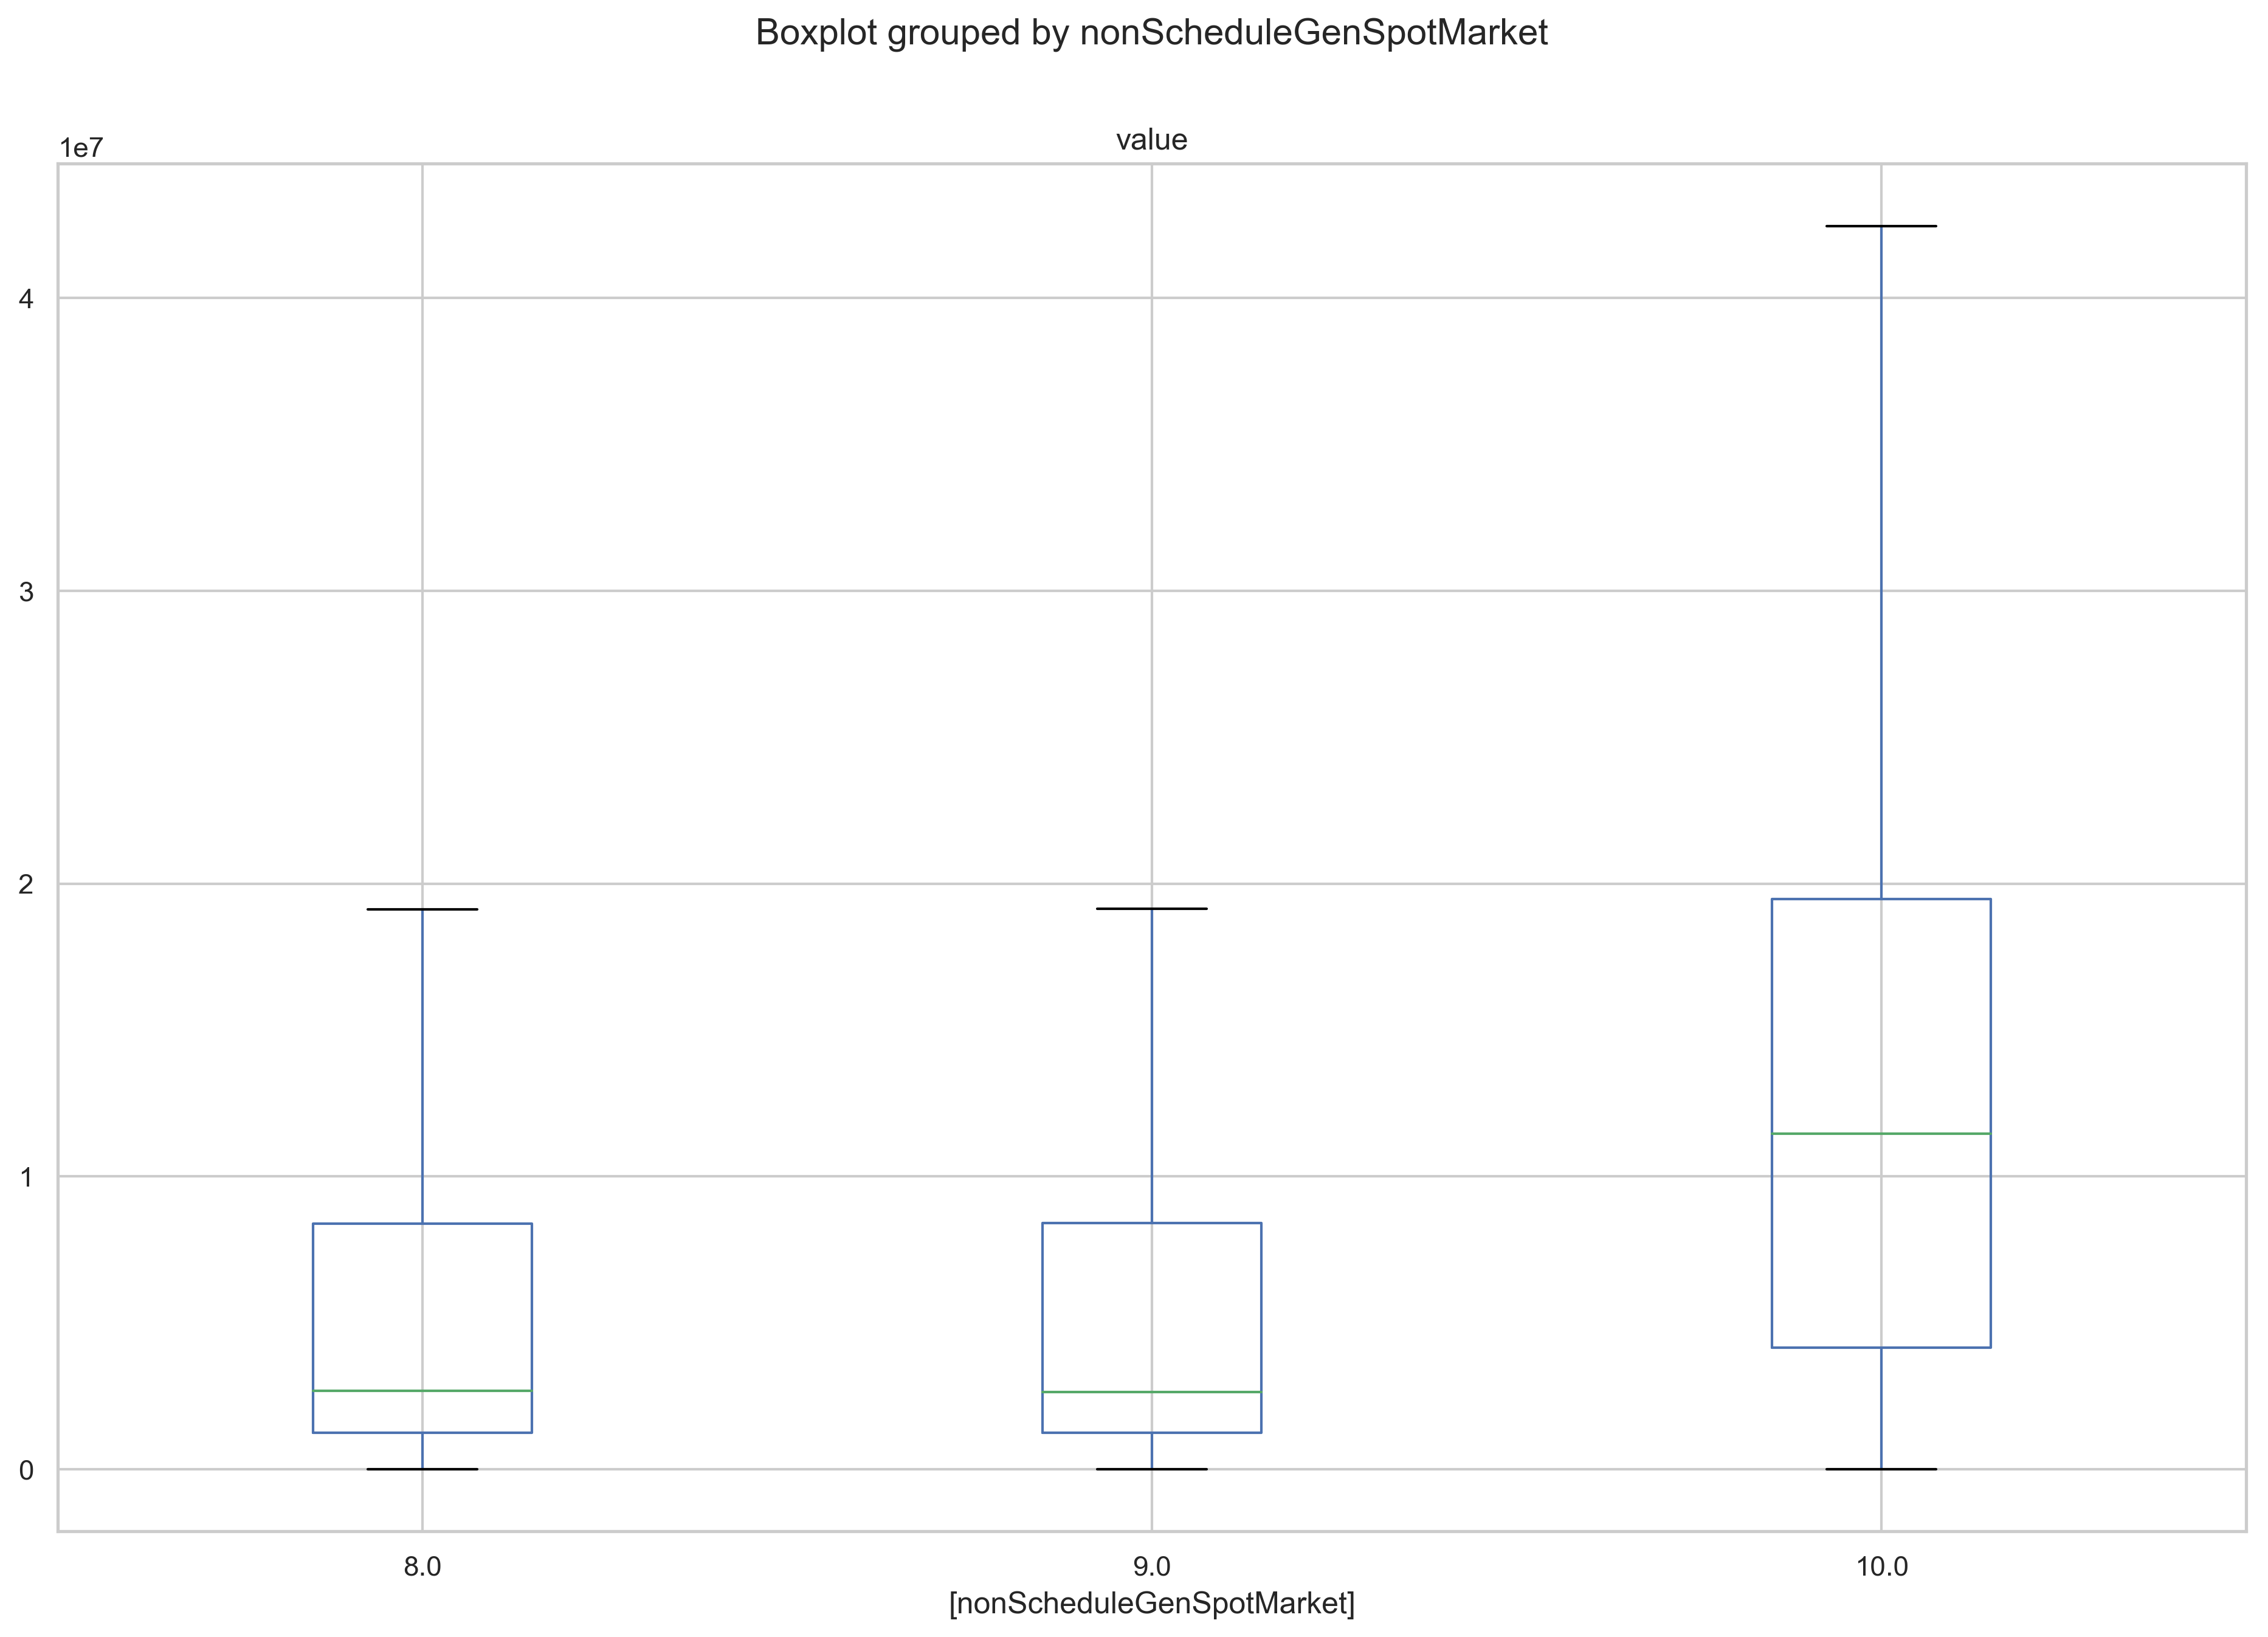 Boxplot grouped by nonScheduleGenSpotMarket
value
1e7
4
3
2
1
0
8.0 9.0 10.0
[nonScheduleGenSpotMarket]